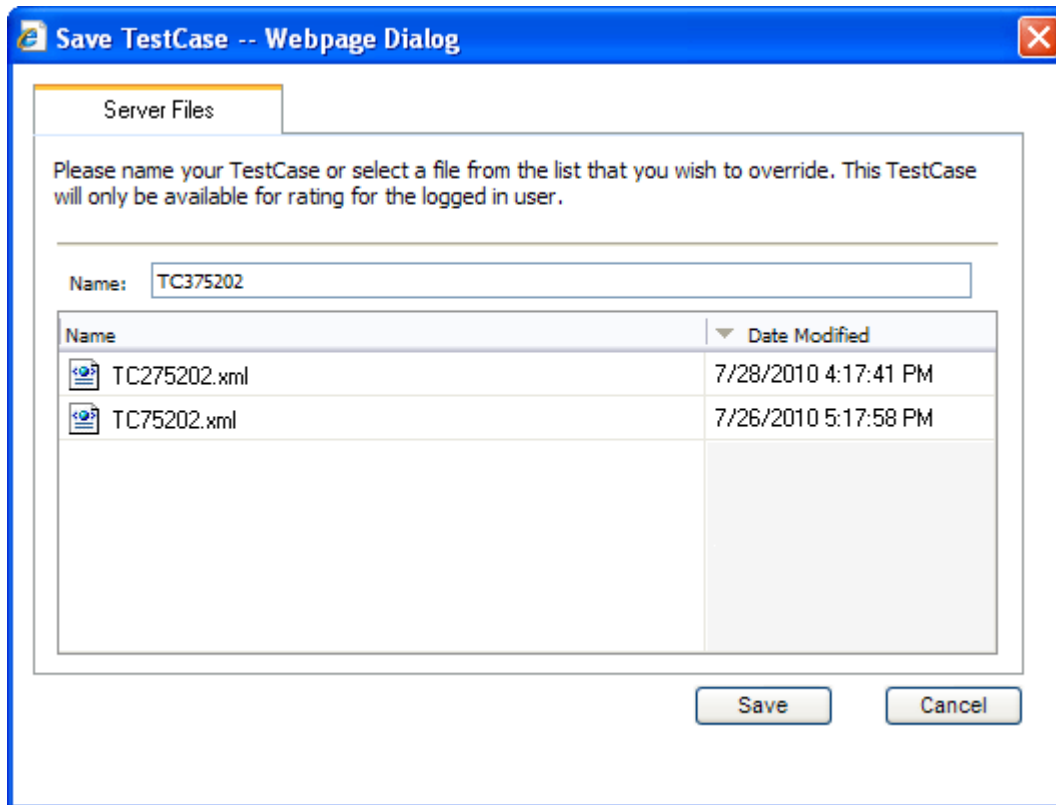 Save TestCase -- Webpage Dialog
Server Files
Please name your TestCase or select a file from the list that you wish to override. This TestCase
will only be available for rating for the logged in user.
Name: TC375202
Name Date Modified
TC275202.xml 7/28/2010 4:17:41 PM
TC75202.xml 7/26/2010 5:17:58 PM
Save Cancel